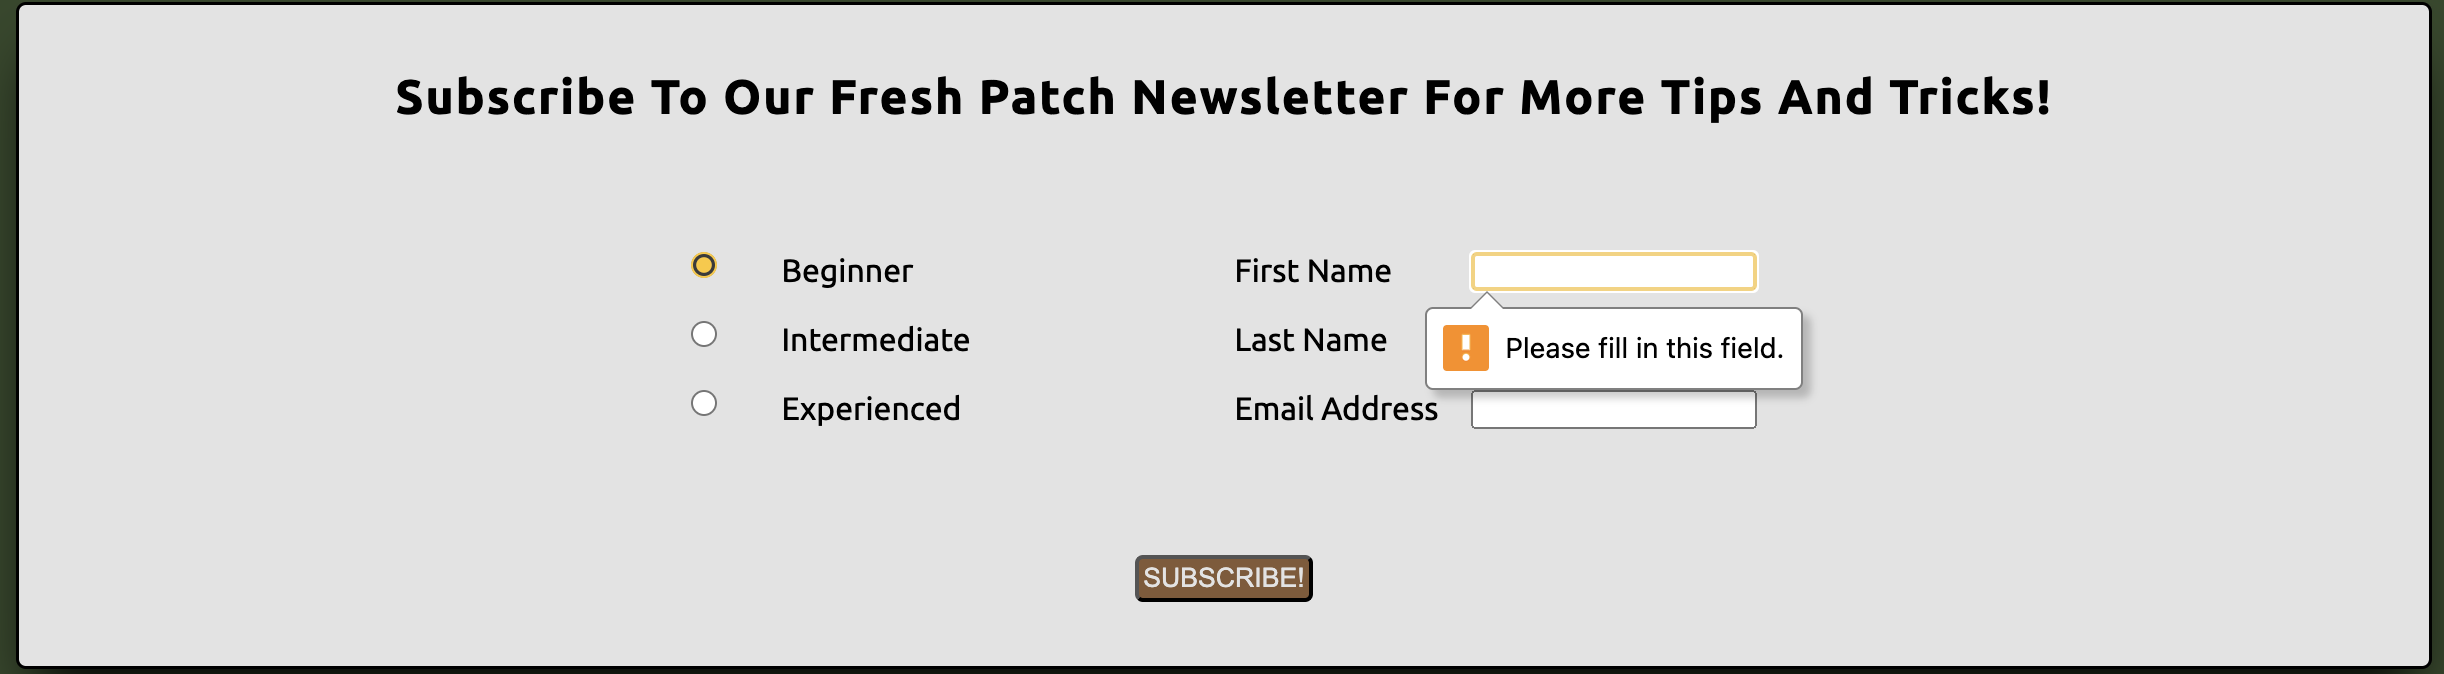 Subscribe To Our Fresh Patch Newsletter For More Tips And Tricks!
Beginner
Intermediate
Experienced
First Name
Last Name
Please fill in this field.
Email Address
SUBSCRIBE!